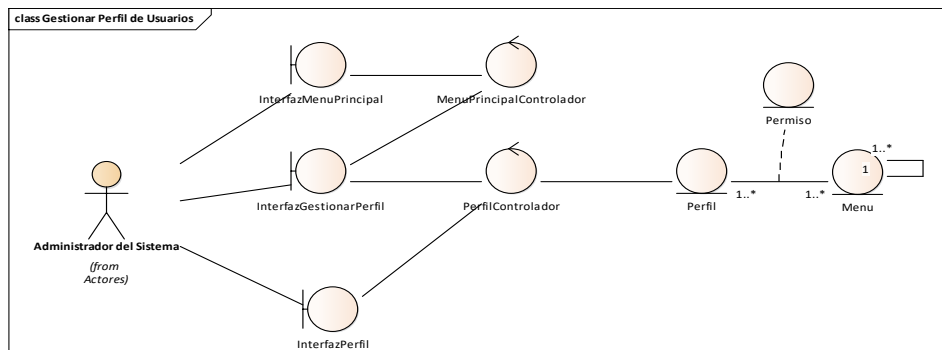 class Gestionar Perfil de Usuarios
InterfazMenuPrincipal
MenuPrincipalControlador
Permiso
1..*
1
InterfazGestionarPerfil
PerfilControlador
Perfil
1..*
1..*
Menu
Administrador del Sistema
(from
Actores)
InterfazPerfil